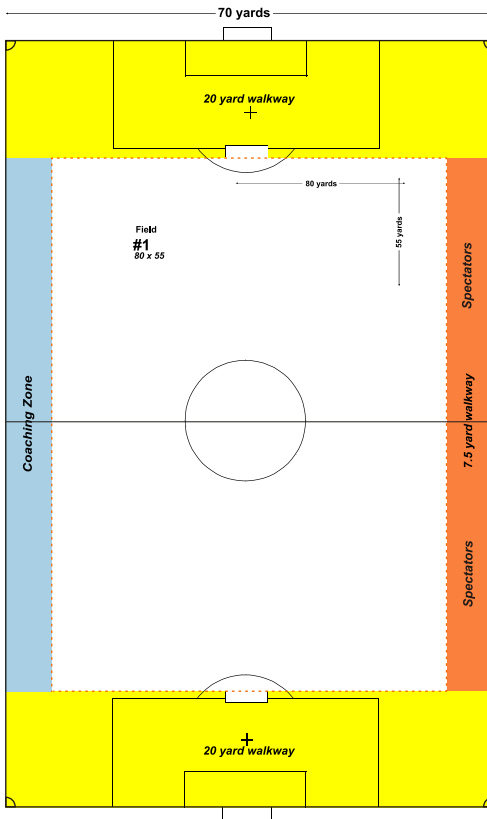 70 yards
20 yard walkway
80 yards
55 yards
Field
#1
80 x 55
Spectators
Coaching Zone
7.5 yard walkway
Spectators
20 yard walkway